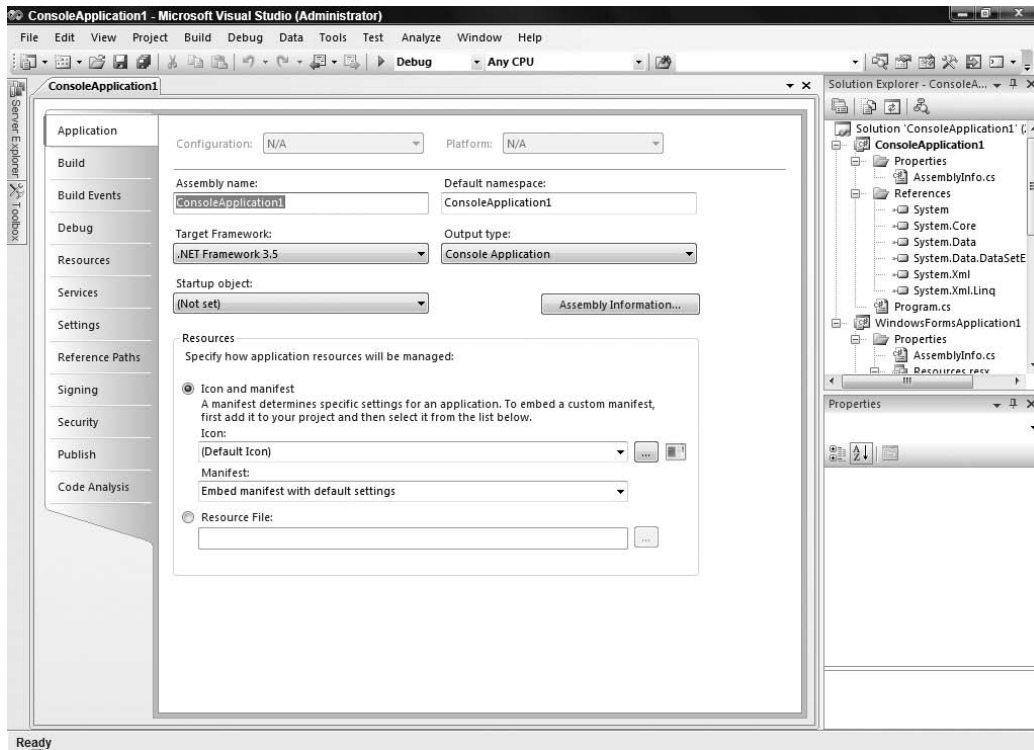 ConsoleApplication1 - Microsoft Visual Studio (Administrator)
File Edit View Project Build Debug Data Tools Test Analyze Window Help
Debug Any CPU
Server Explorer
Toolbox
ConsoleApplication1
Application
Build
Build Events
Debug
Resources
Services
Settings
Reference Paths
Signing
Security
Publish
Code Analysis
Configuration: N/A Platform: N/A
Assembly name: Default namespace:
ConsoleApplication1 ConsoleApplication1
Target Framework: Output type:
.NET Framework 3.5 Console Application
Startup object:
(Not set) Assembly Information...
Resources
Specify how application resources will be managed:
Icon and manifest
A manifest determines specific settings for an application. To embed a custom manifest,
first add it to your project and then select it from the list below.
Icon:
(Default Icon) ...
Manifest:
Embed manifest with default settings
Resource File:
...
Solution Explorer - ConsoleA...
Solution 'ConsoleApplication1' (
ConsoleApplication1
Properties
AssemblyInfo.cs
References
System
System.Core
System.Data
System.Data.DataSetE
System.Xml
System.Xml.Linq
Program.cs
WindowsFormsApplication1
Properties
AssemblyInfo.cs
Resources.resx
Properties
Ready